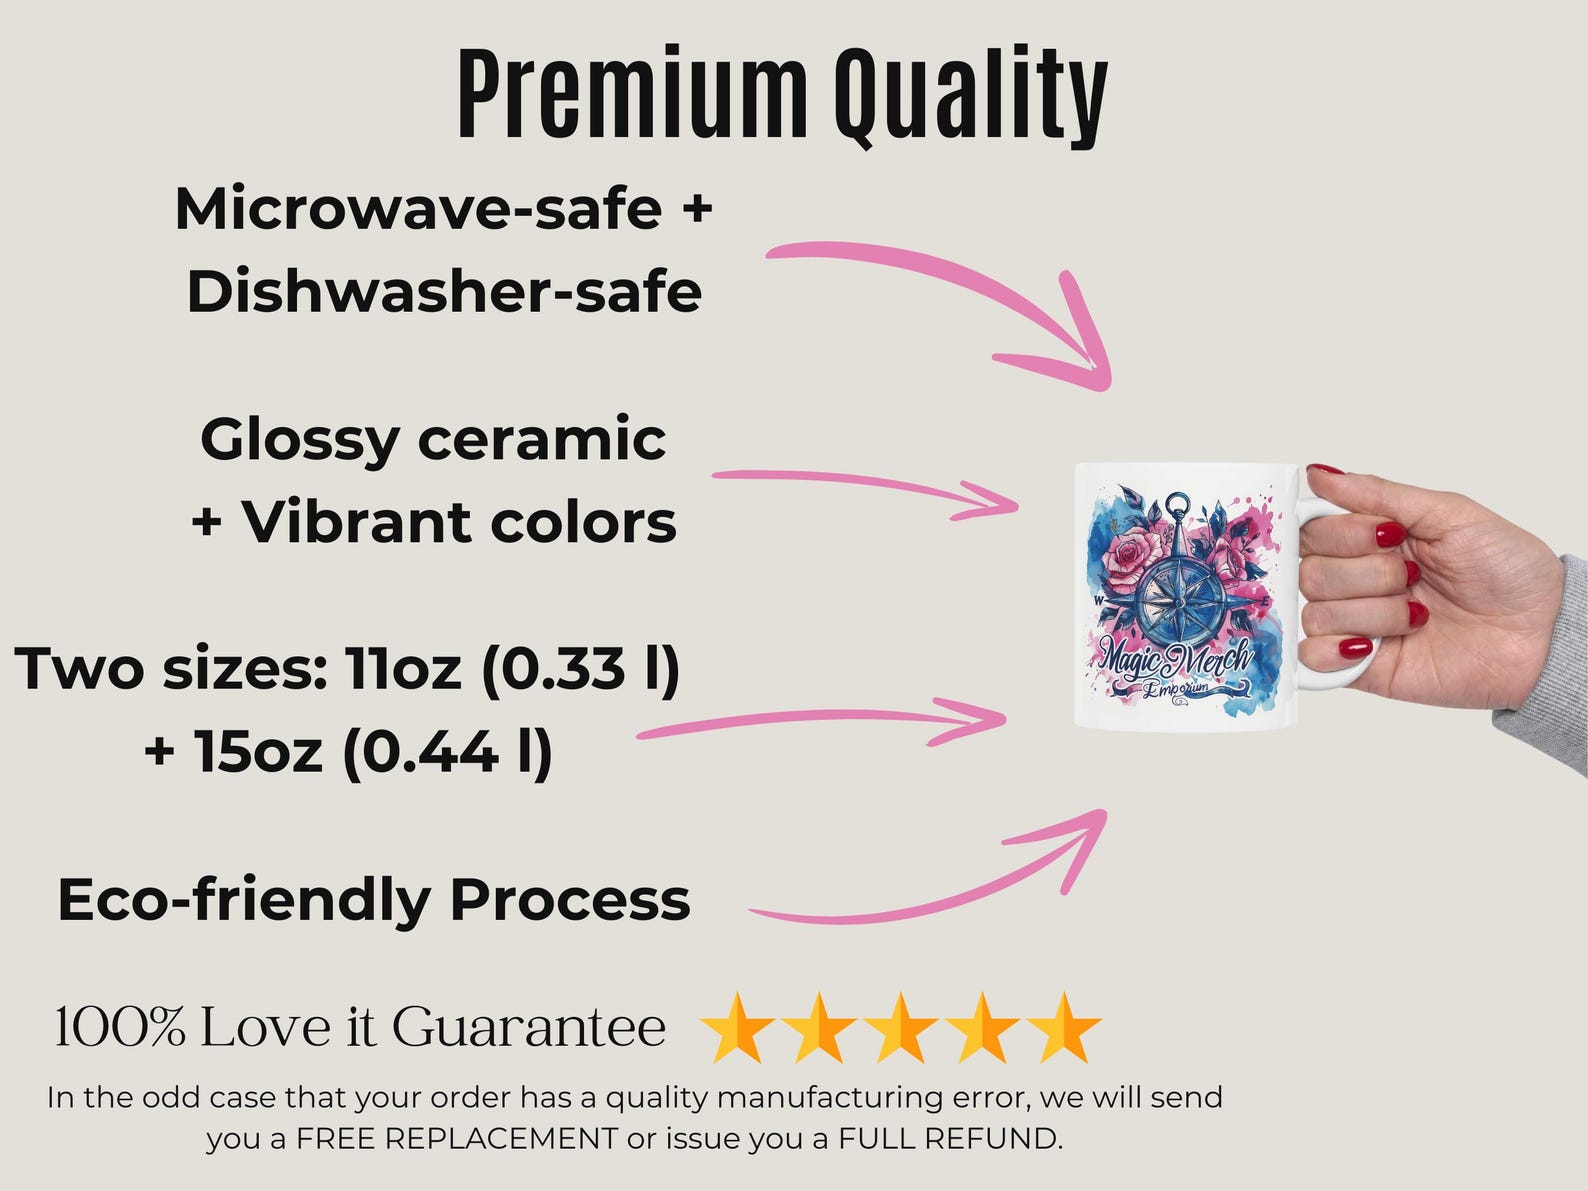 Premium Quality
Microwave-safe +
Dishwasher-safe
Glossy ceramic
+ Vibrant colors
Two sizes: 11oz (0.33 l)
+ 15oz (0.44 l)
Eco-friendly Process
W E
Magic Merch
Emporium
100% Love it Guarantee
In the odd case that your order has a quality manufacturing error, we will send
you a FREE REPLACEMENT or issue you a FULL REFUND.